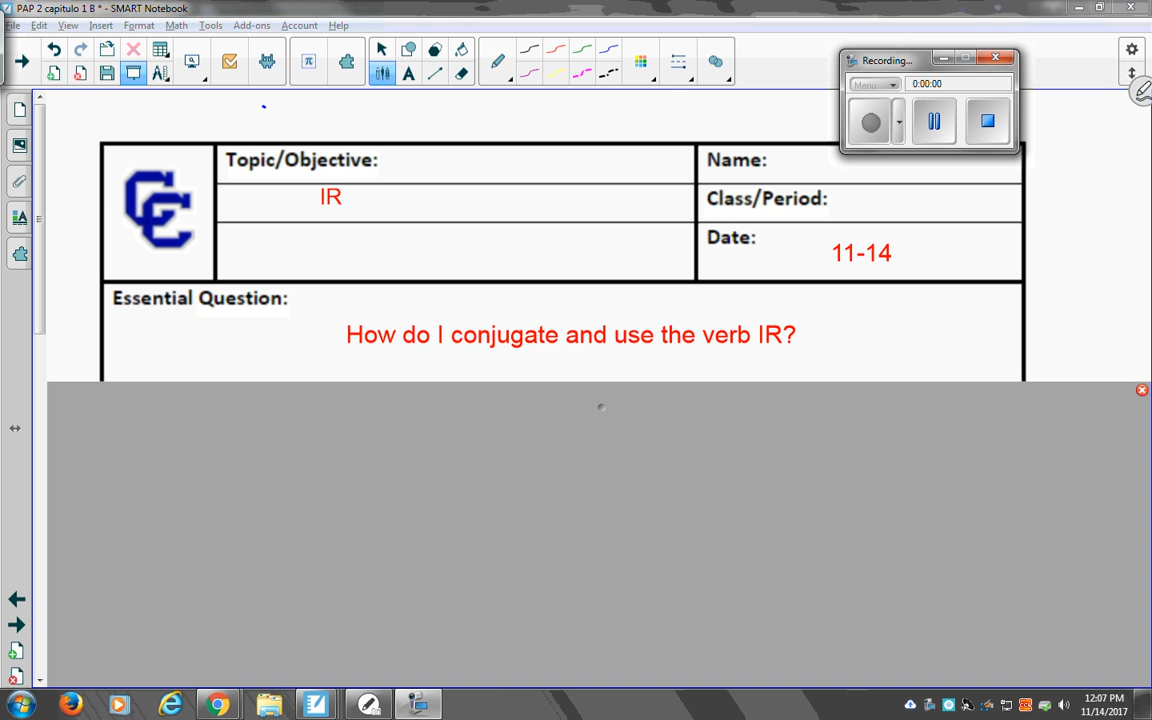 PAP 2 capitulo 1 B * - SMART Notebook
File Edit View Insert Format Math Tools Add-ons Account Help
Recording...
Menu 0:00:00
Topic/Objective:
Name:
IR
Class/Period:
Date:
11-14
CC
Essential Question:
How do I conjugate and use the verb IR?
12:07 PM
11/14/2017